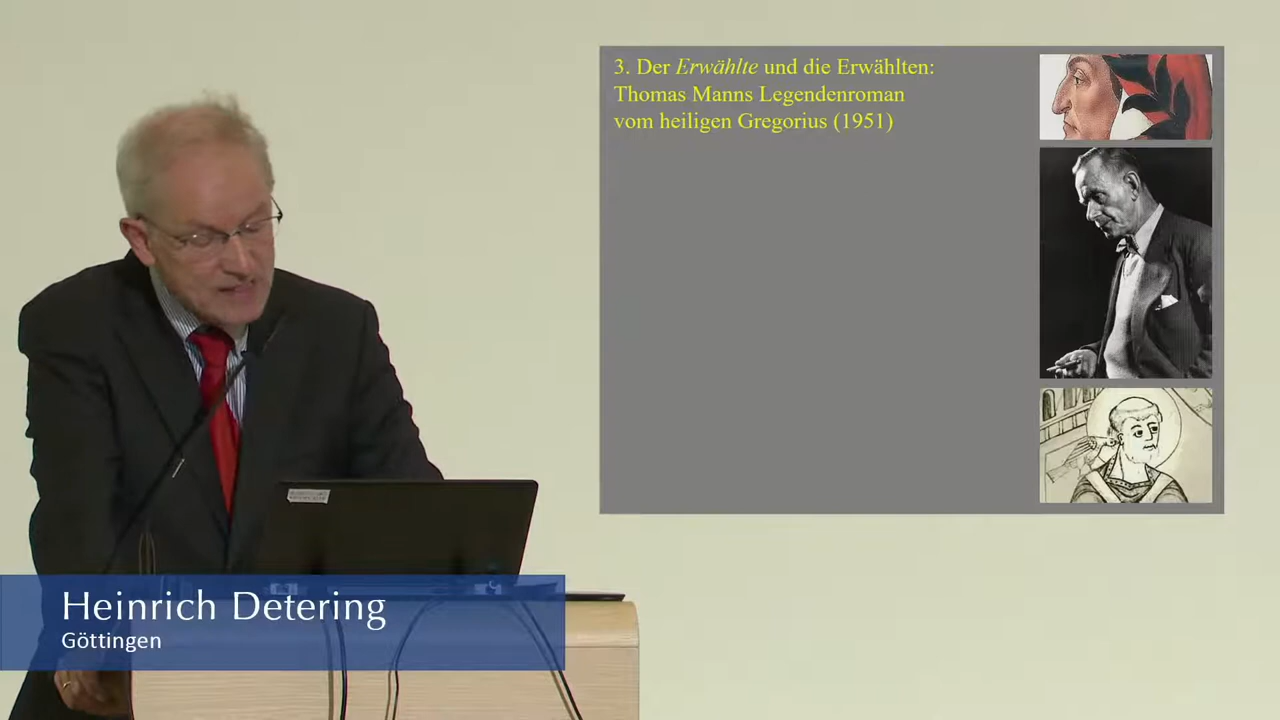 3. Der Erwählte und die Erwählten:
Thomas Manns Legendenroman
vom heiligen Gregorius (1951)
Heinrich Detering
Göttingen